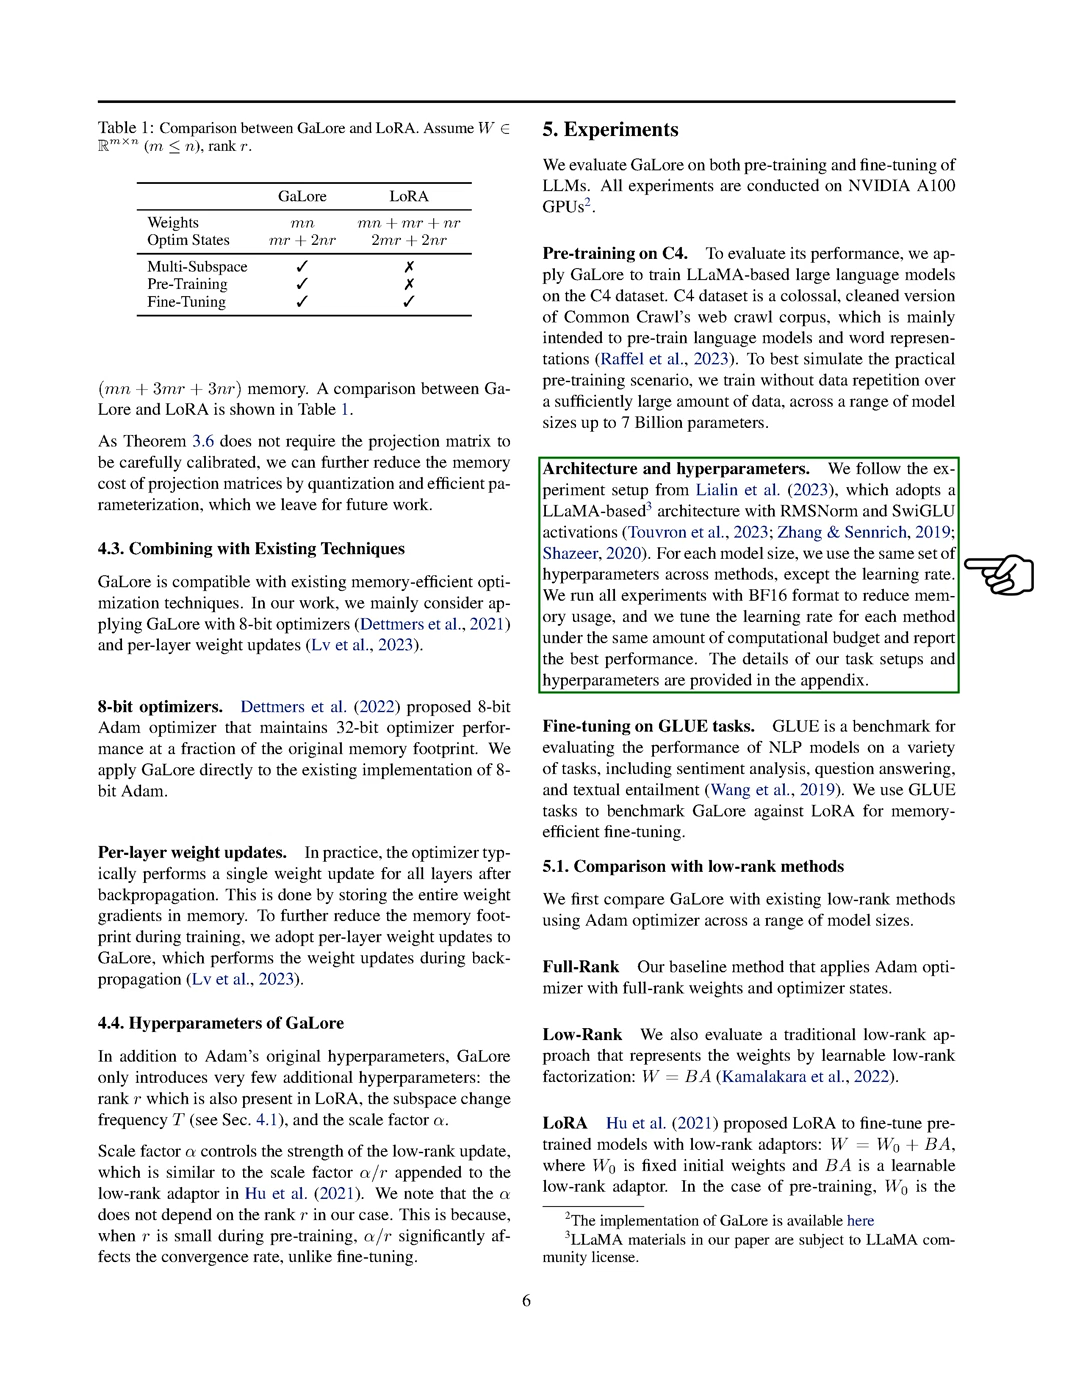 Table 1: Comparison between GaLore and LoRA. Assume W ∈
ℝ^{m×n} (m ≤ n), rank r.
GaLore LoRA
Weights mn mn + mr + nr
Optim States mr + 2nr 2mr + 2nr
Multi-Subspace ✓ ✗
Pre-Training ✓ ✗
Fine-Tuning ✓ ✓
(mn + 3mr + 3nr) memory. A comparison between Ga-
Lore and LoRA is shown in Table 1.
As Theorem 3.6 does not require the projection matrix to
be carefully calibrated, we can further reduce the memory
cost of projection matrices by quantization and efficient pa-
rameterization, which we leave for future work.
4.3. Combining with Existing Techniques
GaLore is compatible with existing memory-efficient opti-
mization techniques. In our work, we mainly consider ap-
plying GaLore with 8-bit optimizers (Dettmers et al., 2021)
and per-layer weight updates (Lv et al., 2023).
8-bit optimizers. Dettmers et al. (2022) proposed 8-bit
Adam optimizer that maintains 32-bit optimizer perfor-
mance at a fraction of the original memory footprint. We
apply GaLore directly to the existing implementation of 8-
bit Adam.
Per-layer weight updates. In practice, the optimizer typ-
ically performs a single weight update for all layers after
backpropagation. This is done by storing the entire weight
gradients in memory. To further reduce the memory foot-
print during training, we adopt per-layer weight updates to
GaLore, which performs the weight updates during back-
propagation (Lv et al., 2023).
4.4. Hyperparameters of GaLore
In addition to Adam's original hyperparameters, GaLore
only introduces very few additional hyperparameters: the
rank r which is also present in LoRA, the subspace change
frequency T (see Sec. 4.1), and the scale factor α.
Scale factor α controls the strength of the low-rank update,
which is similar to the scale factor α/r appended to the
low-rank adaptor in Hu et al. (2021). We note that the α
does not depend on the rank r in our case. This is because,
when r is small during pre-training, α/r significantly af-
fects the convergence rate, unlike fine-tuning.
5. Experiments
We evaluate GaLore on both pre-training and fine-tuning of
LLMs. All experiments are conducted on NVIDIA A100
GPUs².
Pre-training on C4. To evaluate its performance, we ap-
ply GaLore to train LLaMA-based large language models
on the C4 dataset. C4 dataset is a colossal, cleaned version
of Common Crawl's web crawl corpus, which is mainly
intended to pre-train language models and word represen-
tations (Raffel et al., 2023). To best simulate the practical
pre-training scenario, we train without data repetition over
a sufficiently large amount of data, across a range of model
sizes up to 7 Billion parameters.
Architecture and hyperparameters. We follow the ex-
periment setup from Lialin et al. (2023), which adopts a
LLaMA-based³ architecture with RMSNorm and SwiGLU
activations (Touvron et al., 2023; Zhang & Sennrich, 2019;
Shazeer, 2020). For each model size, we use the same set of
hyperparameters across methods, except the learning rate.
We run all experiments with BF16 format to reduce mem-
ory usage, and we tune the learning rate for each method
under the same amount of computational budget and report
the best performance. The details of our task setups and
hyperparameters are provided in the appendix.
Fine-tuning on GLUE tasks. GLUE is a benchmark for
evaluating the performance of NLP models on a variety
of tasks, including sentiment analysis, question answering,
and textual entailment (Wang et al., 2019). We use GLUE
tasks to benchmark GaLore against LoRA for memory-
efficient fine-tuning.
5.1. Comparison with low-rank methods
We first compare GaLore with existing low-rank methods
using Adam optimizer across a range of model sizes.
Full-Rank Our baseline method that applies Adam opti-
mizer with full-rank weights and optimizer states.
Low-Rank We also evaluate a traditional low-rank ap-
proach that represents the weights by learnable low-rank
factorization: W = BA (Kamalakara et al., 2022).
LoRA Hu et al. (2021) proposed LoRA to fine-tune pre-
trained models with low-rank adaptors: W = W₀ + BA,
where W₀ is fixed initial weights and BA is a learnable
low-rank adaptor. In the case of pre-training, W₀ is the
²The implementation of GaLore is available here
³LLaMA materials in our paper are subject to LLaMA com-
munity license.
6